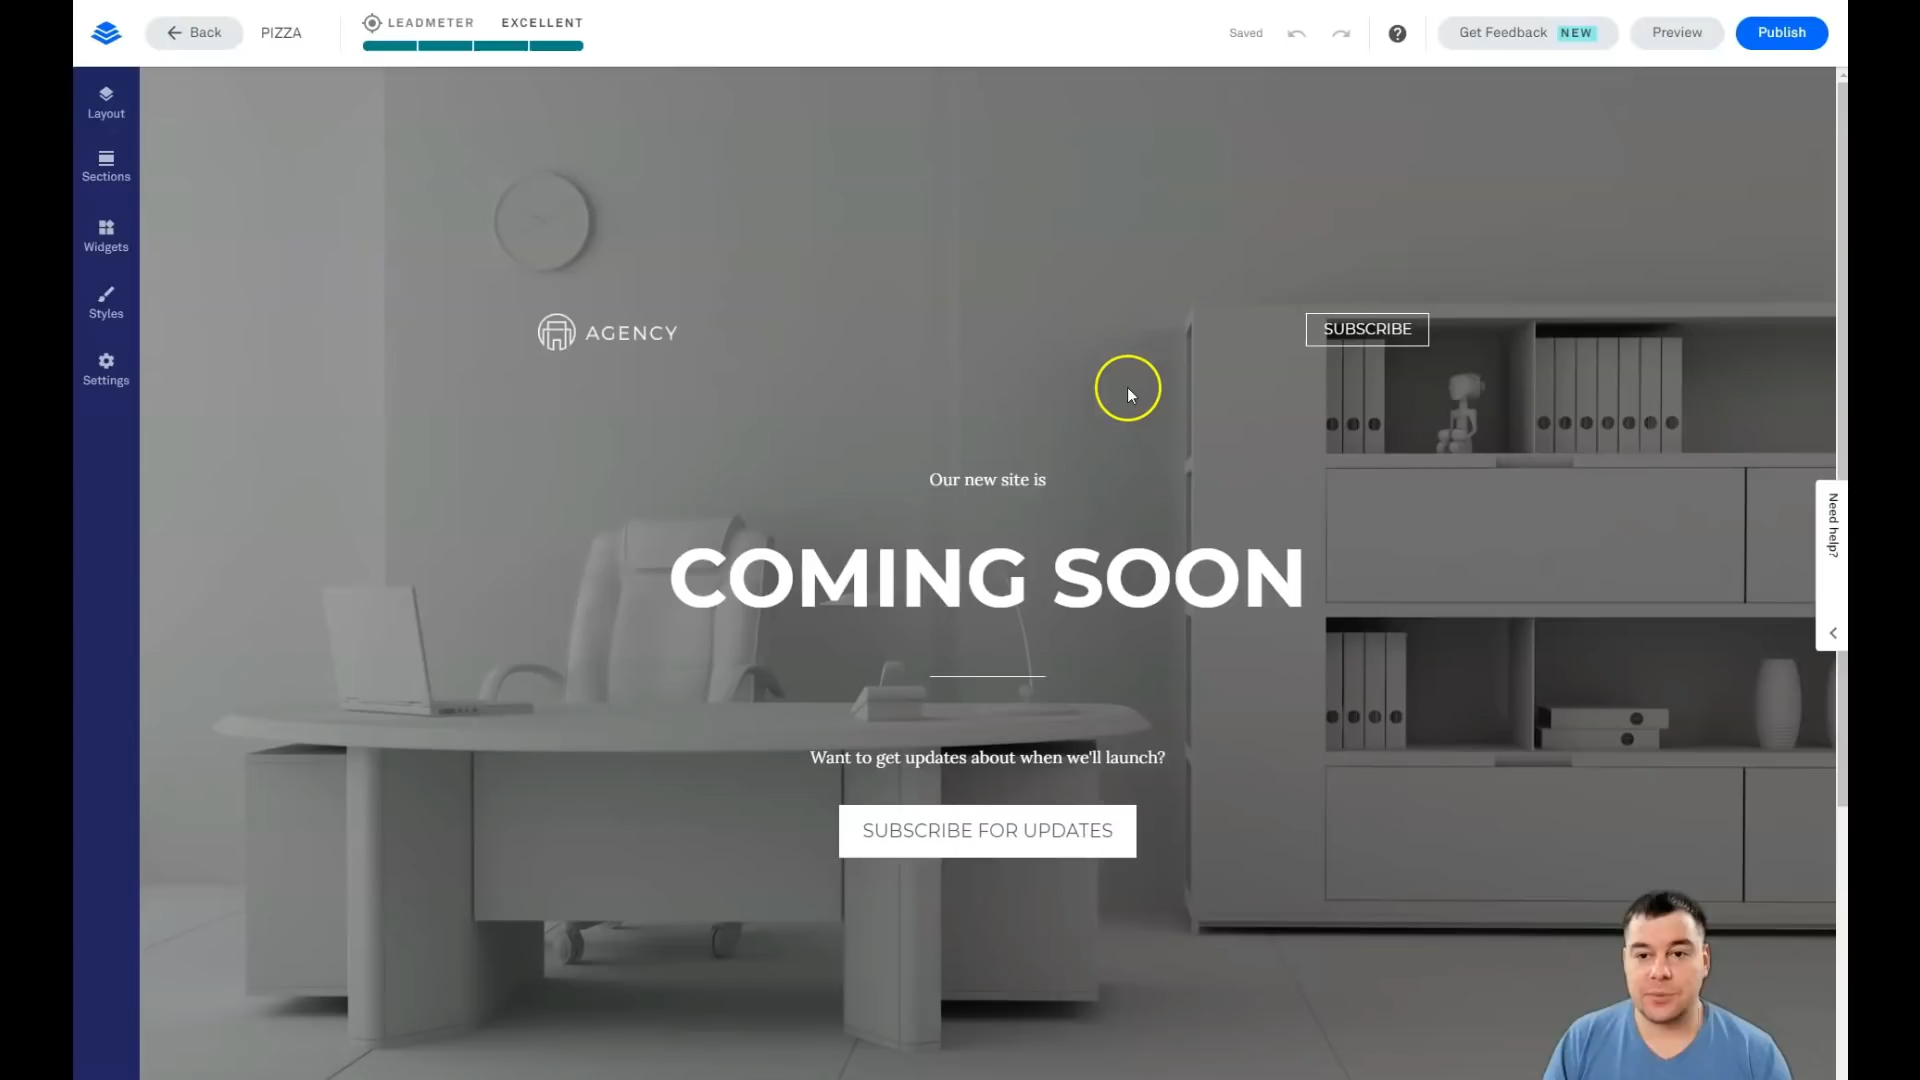 Back
PIZZA
LEADMETER EXCELLENT
Saved
Get Feedback NEW
Preview
Publish
Layout
Sections
Widgets
Styles
Settings
AGENCY
SUBSCRIBE
Our new site is
COMING SOON
Want to get updates about when we'll launch?
SUBSCRIBE FOR UPDATES
Need help?